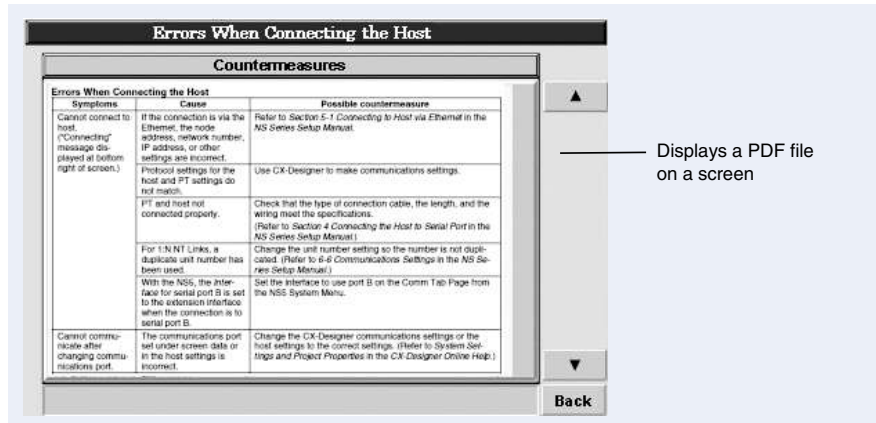 Errors When Connecting the Host
Countermeasures
Errors When Connecting the Host
Symptoms Cause Possible countermeasure
Cannot connect to
host.
("Connecting"
message dis-
played at bottom
right of screen.)
If the connection is via the
Ethernet, the node
address, network number,
IP address, or other
settings are incorrect.
Refer to Section 5-1 Connecting to Host via Ethernet in the
NS Series Setup Manual.
Protocol settings for the
host and PT settings do
not match.
Use CX-Designer to make communications settings.
PT and host not
connected properly.
Check that the type of connection cable, the length, and the
wiring meet the specifications.
(Refer to Section 4 Connecting the Host to Serial Port in the
NS Series Setup Manual.)
For 1:N NT Links, a
duplicate unit number has
been used.
Change the unit number setting so the number is not dupli-
cated. (Refer to 6-6 Communications Settings in the NS Se-
ries Setup Manual.)
With the NS5, the Inter-
face for serial port B is set
to the extension interface
when the connection is to
serial port B.
Set the interface to use port B on the Comm Tab Page from
the NS5 System Menu.
Cannot commu-
nicate after
changing commu-
nications port.
The communications port
set under screen data or
in the host settings is
incorrect.
Change the CX-Designer communications settings or the
host settings to the correct settings. (Refer to System Set-
tings and Project Properties in the CX-Designer Online Help.)
▲
▼
Back
Displays a PDF file
on a screen